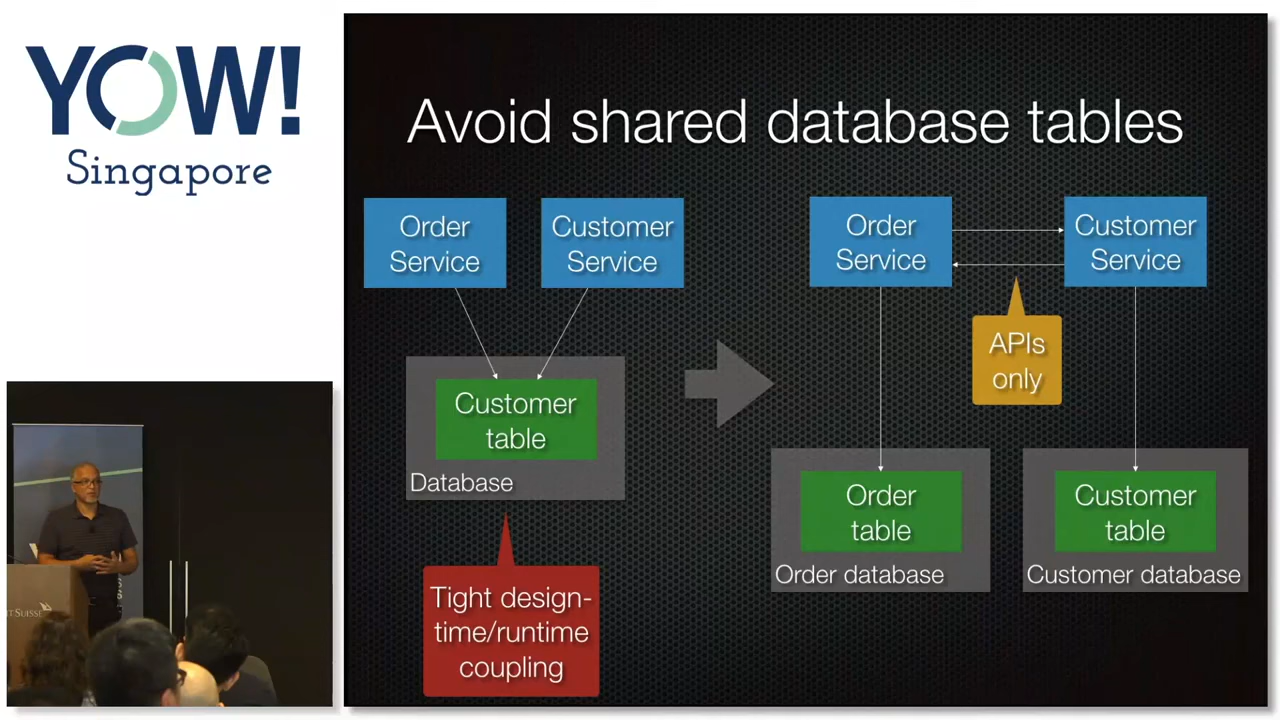 YOW!
Singapore
Avoid shared database tables
Order
Service
Customer
Service
Customer
table
Database
Tight design-
time/runtime
coupling
Order
Service
Customer
Service
APIs
only
Order
table
Order database
Customer
table
Customer database
SUISSE